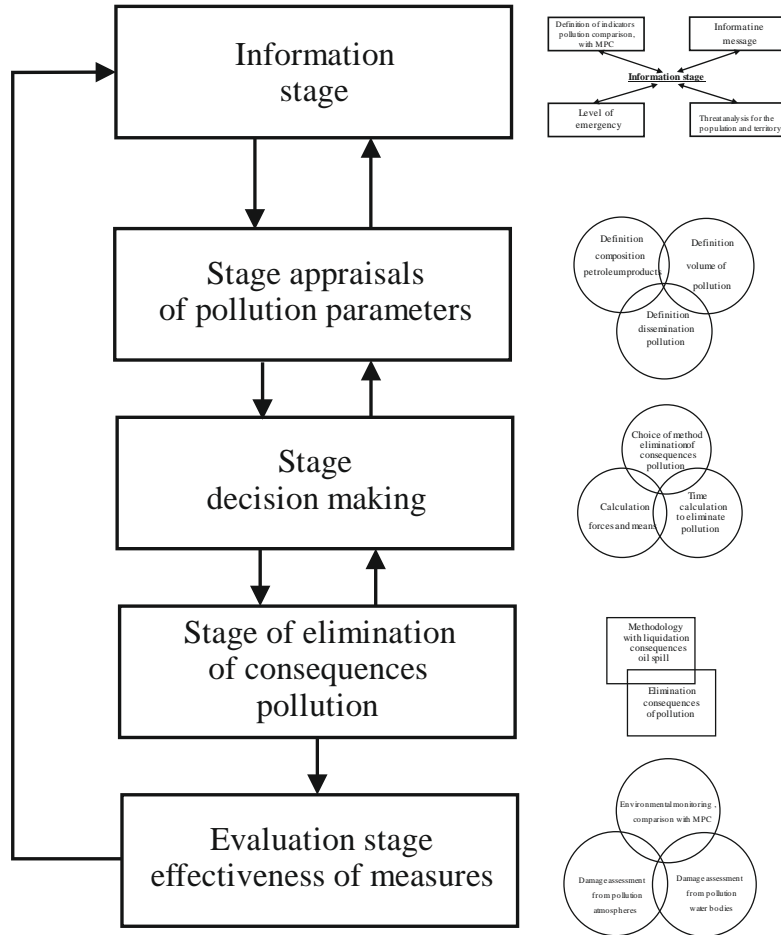 Information
stage
Definition of indicators
pollution comparison,
with MPC
Informatine
message
Information stage
Level of
emergency
Threatanalysis for the
population and territory
Stage appraisals
of pollution parameters
Definition
composition
petroleumproducts
Definition
volume of
pollution
Definition
dissemination
pollution
Stage
decision making
Choice of method
eliminationof
consequences
pollution
Calculation
forces and means
Time
calculation
to eliminate
pollution
Stage of elimination
of consequences
pollution
Methodology
with liquidation
consequences
oil spill
Elimination
consequences
of pollution
Evaluation stage
effectiveness of measures
Environmental monitoring ,
comparison with MPC
Damage assessment
from pollution
atmospheres
Damage assessment
from pollution
water bodies